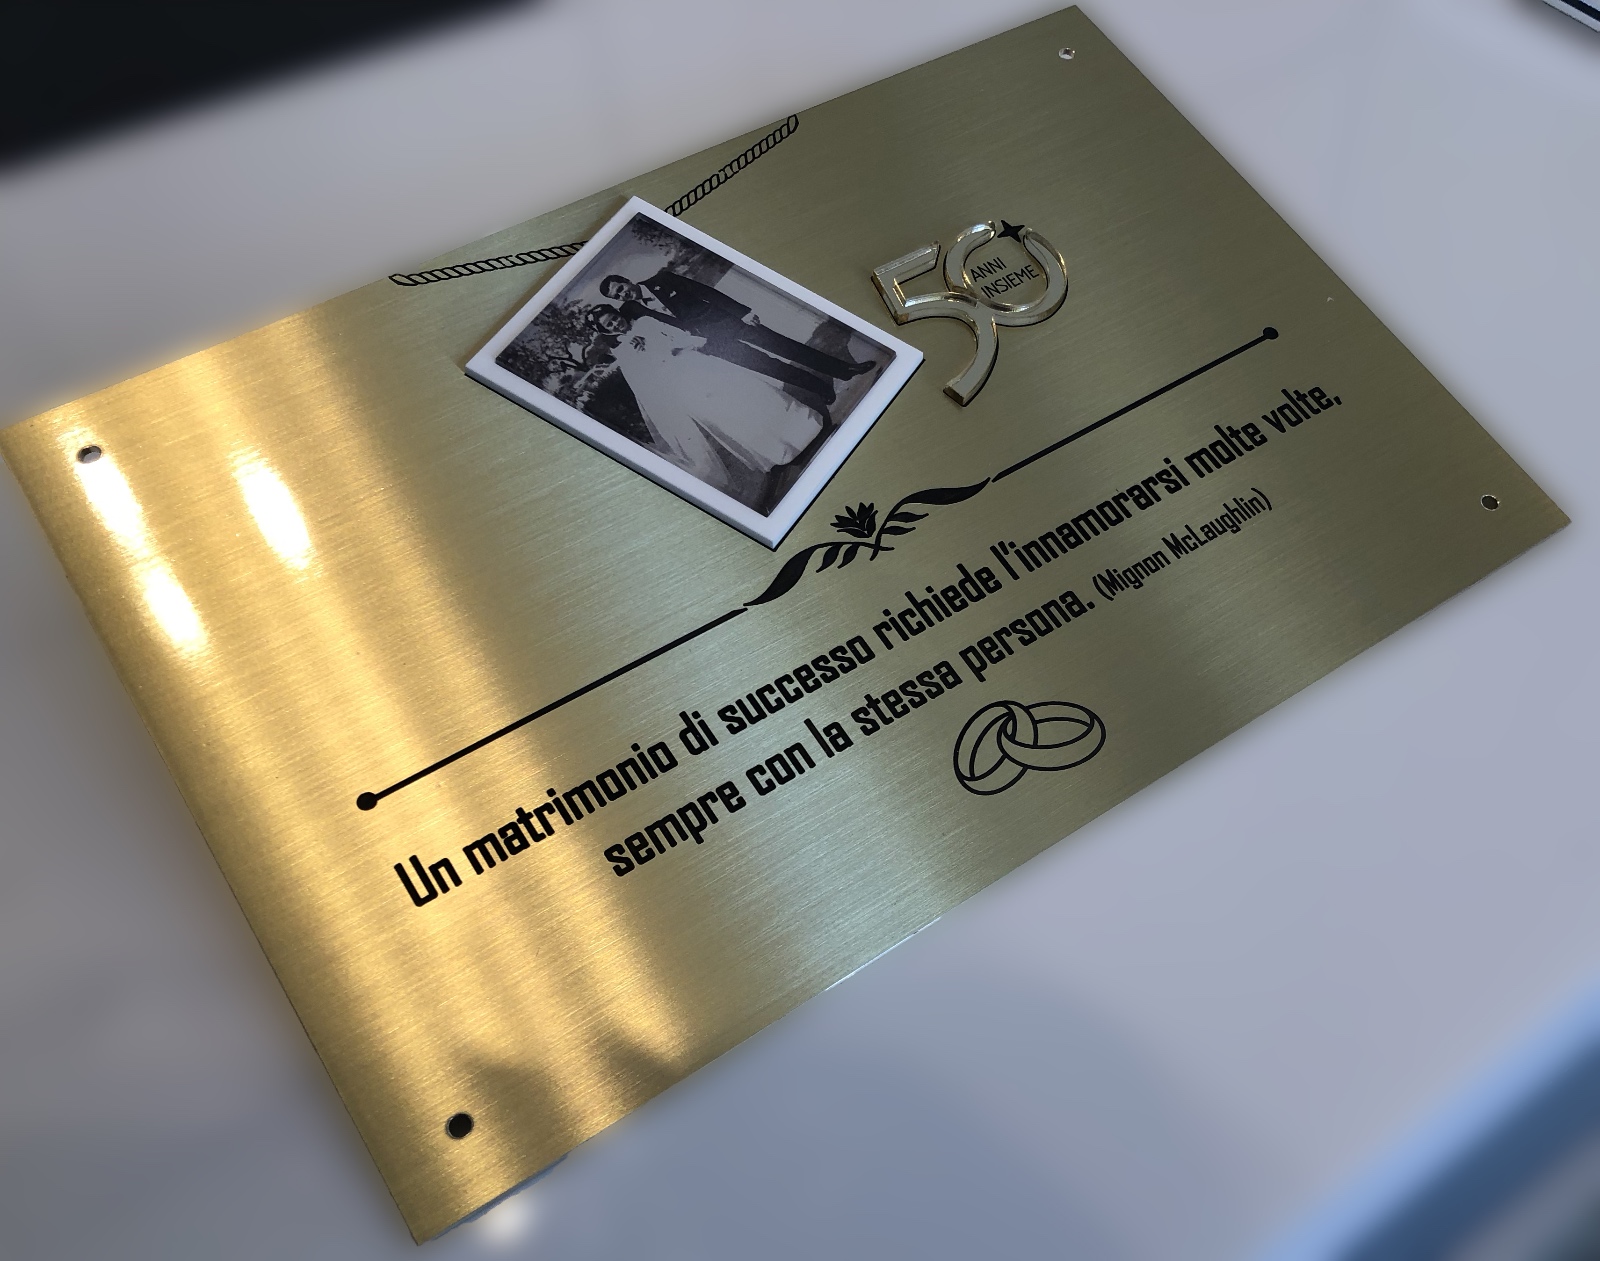 50
ANNI
INSIEME
Un matrimonio di successo richiede l'innamorarsi molte volte,
sempre con la stessa persona. (Mignon McLaughlin)